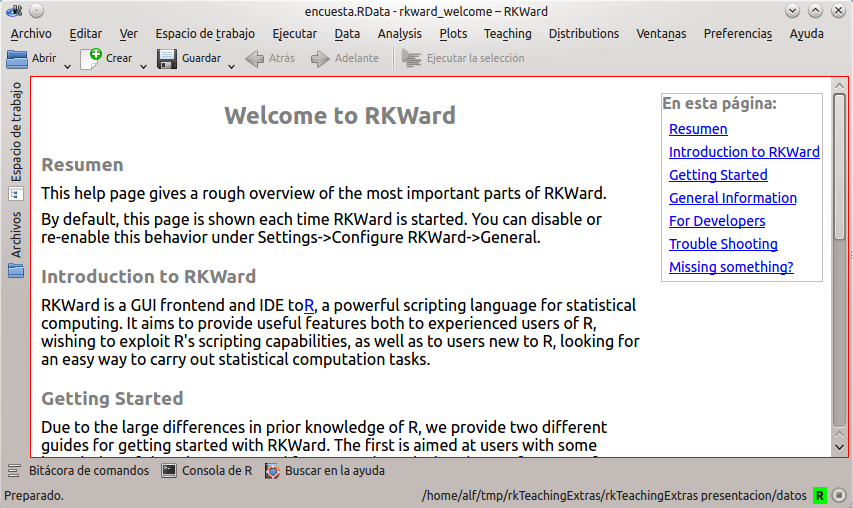 encuesta.RData - rkward_welcome – RKWard
Archivo Editar Ver Espacio de trabajo Ejecutar Data Analysis Plots Teaching Distributions Ventanas Preferencias Ayuda
Abrir Crear Guardar Atrás Adelante Ejecutar la selección
Espacio de trabajo
Archivos
Welcome to RKWard
Resumen
This help page gives a rough overview of the most important parts of RKWard.
By default, this page is shown each time RKWard is started. You can disable or
re-enable this behavior under Settings->Configure RKWard->General.
Introduction to RKWard
RKWard is a GUI frontend and IDE toR, a powerful scripting language for statistical
computing. It aims to provide useful features both to experienced users of R,
wishing to exploit R's scripting capabilities, as well as to users new to R, looking for
an easy way to carry out statistical computation tasks.
Getting Started
Due to the large differences in prior knowledge of R, we provide two different
guides for getting started with RKWard. The first is aimed at users with some
En esta página:
Resumen
Introduction to RKWard
Getting Started
General Information
For Developers
Trouble Shooting
Missing something?
Bitácora de comandos Consola de R Buscar en la ayuda
Preparado. /home/alf/tmp/rkTeachingExtras/rkTeachingExtras presentacion/datos R